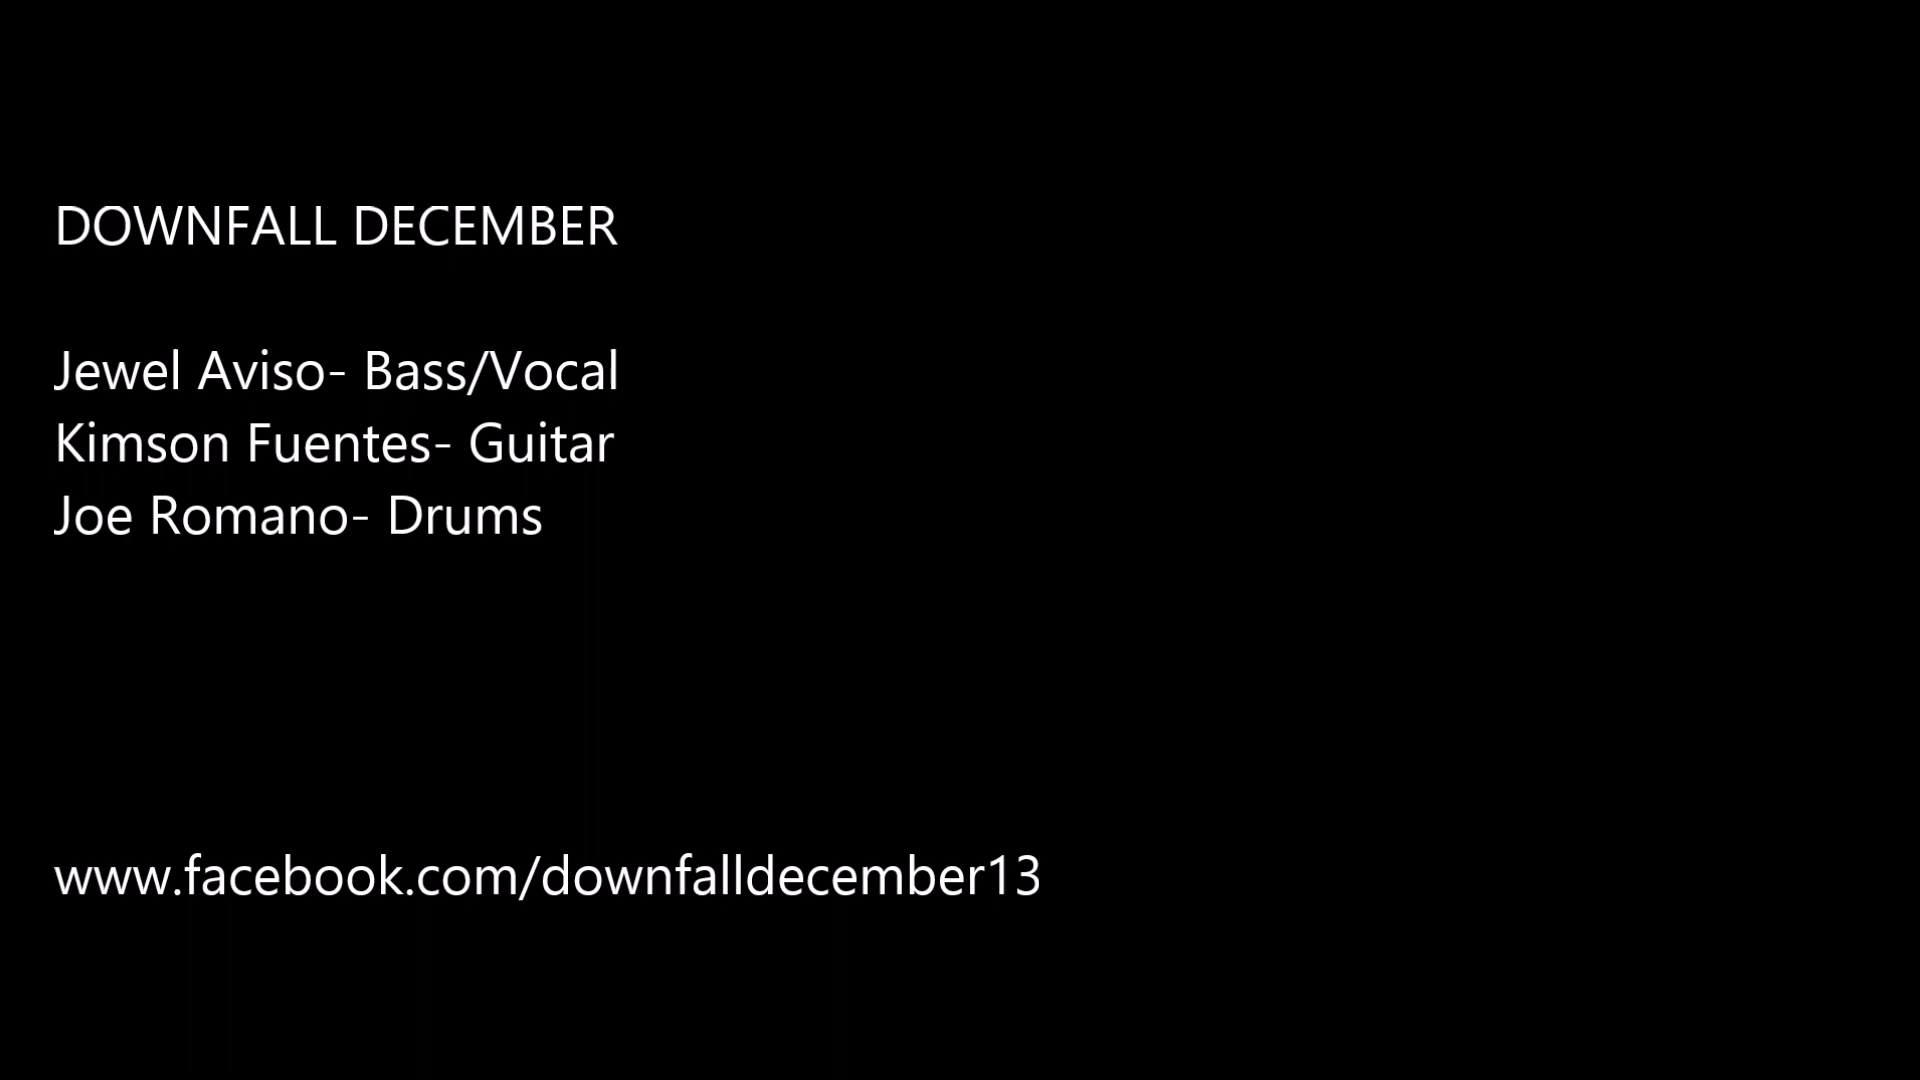 DOWNFALL DECEMBER
Jewel Aviso- Bass/Vocal
Kimson Fuentes- Guitar
Joe Romano- Drums
www.facebook.com/downfalldecember13